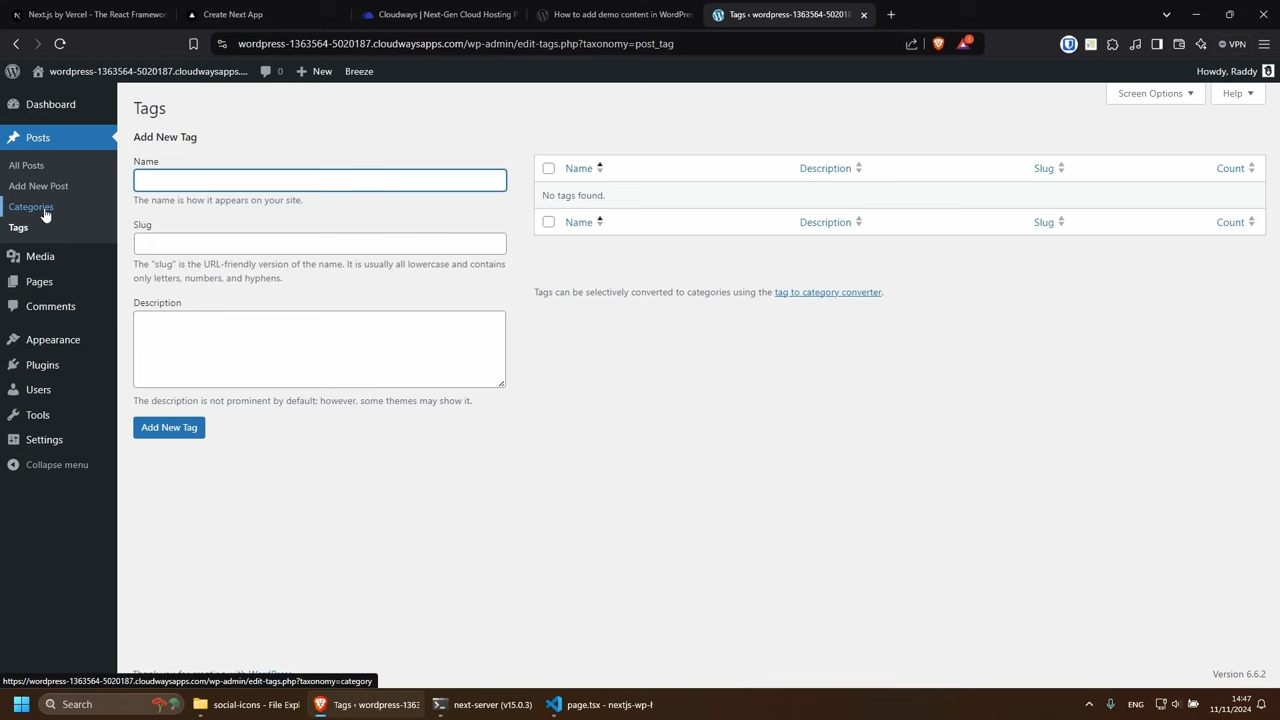 Next.js by Vercel - The React Framewor
Create Next App
Cloudways | Next-Gen Cloud Hosting P
How to add demo content in WordPres
Tags ‹ wordpress-1363564-5020187
wordpress-1363564-5020187.cloudwaysapps.com/wp-admin/edit-tags.php?taxonomy=post_tag
1
VPN
wordpress-1363564-5020187.cloudwaysapps....
0
New
Breeze
Howdy, Raddy
Dashboard
Posts
All Posts
Add New Post
Categories
Tags
Media
Pages
Comments
Appearance
Plugins
Users
Tools
Settings
Collapse menu
Tags
Screen Options
Help
Add New Tag
Name
The name is how it appears on your site.
Slug
The “slug” is the URL-friendly version of the name. It is usually all lowercase and contains
only letters, numbers, and hyphens.
Description
The description is not prominent by default; however, some themes may show it.
Add New Tag
Name Description Slug Count
No tags found.
Name Description Slug Count
Tags can be selectively converted to categories using the tag to category converter.
Version 6.6.2
https://wordpress-1363564-5020187.cloudwaysapps.com/wp-admin/edit-tags.php?taxonomy=category
Search
social-icons - File Expl
Tags ‹ wordpress-1363
next-server (v15.0.3)
page.tsx - nextjs-wp-h
14:47
11/11/2024